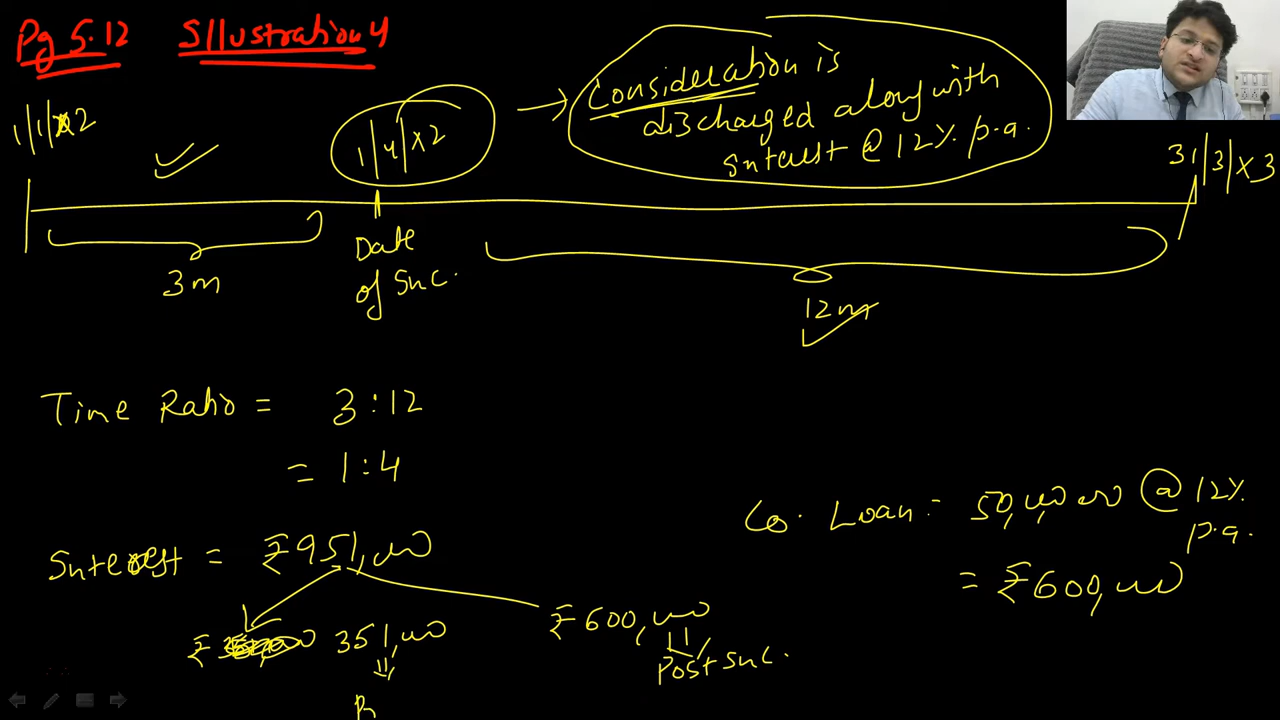 Pg 5.12 Illustration 4
1/1/x2
1/4/x2
Consideration is
discharged along with
Interest @ 12% p.a.
31/3/x3
3m
Date
of Inc.
12m
Time Ratio = 3:12
= 1:4
Co. Loan = 50,00,000 @ 12%
p.a.
= ₹600,000
Interest = ₹951,000
₹ 351,000
₹600,000
Post Inc.
Pr